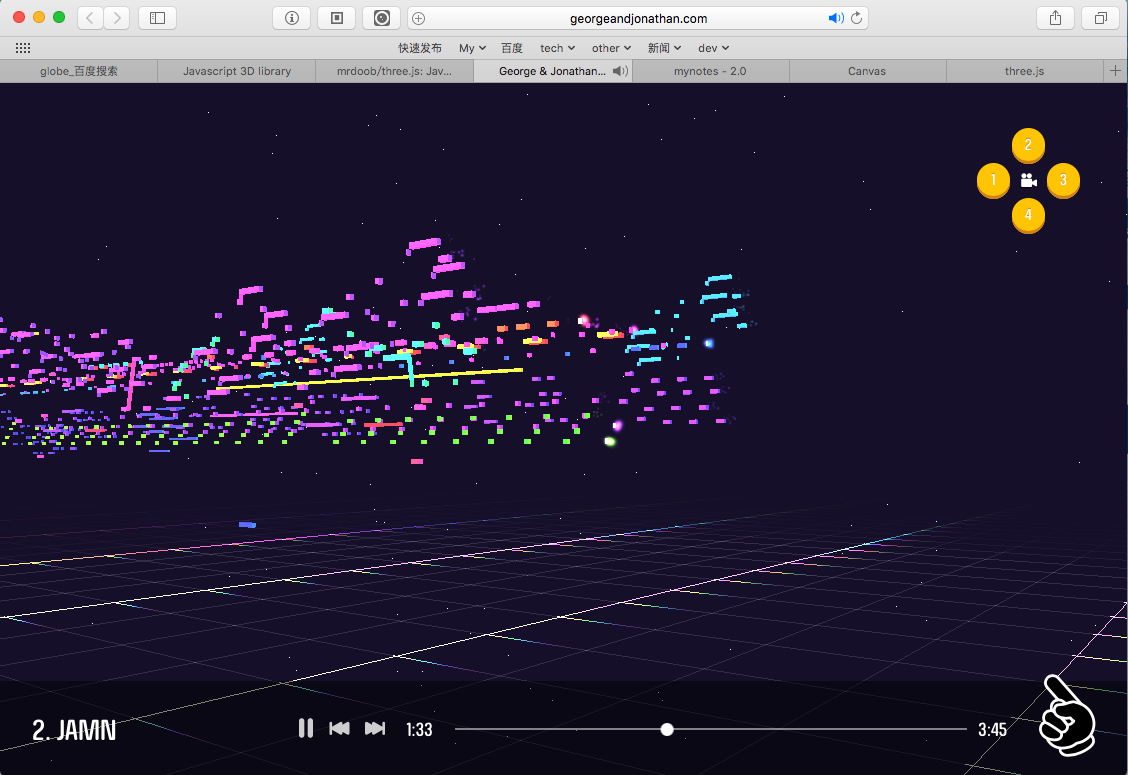 georgeandjonathan.com
快速发布 My 百度 tech other 新闻 dev
globe_百度搜索 Javascript 3D library mrdoob/three.js: Jav... George & Jonathan... mynotes - 2.0 Canvas three.js
2
1 3
4
2. JAMN 1:33 3:45